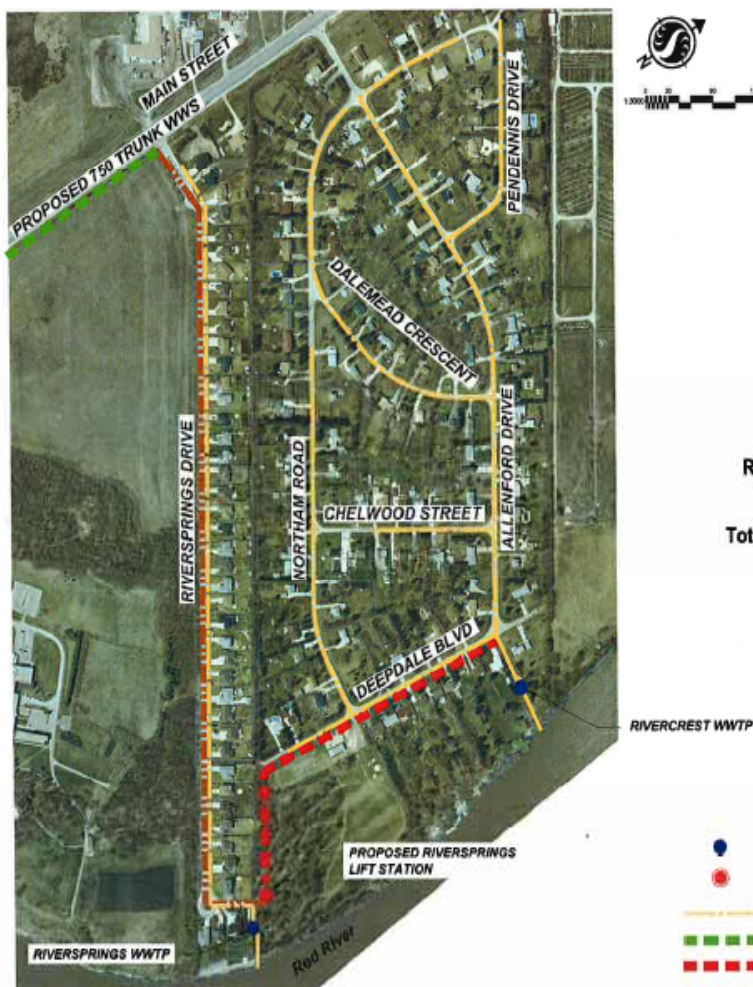 MAIN STREET
PROPOSED 750 TRUNK WWS
PENDENNIS DRIVE
DALEMEAD CRESCENT
RIVERSPRINGS DRIVE
NORTHAM ROAD
ALLENFORD DRIVE
CHELWOOD STREET
DEEPDALE BLVD
R
Tot
RIVERCREST WWTP
PROPOSED RIVERSPRINGS
LIFT STATION
RIVERSPRINGS WWTP
Red River